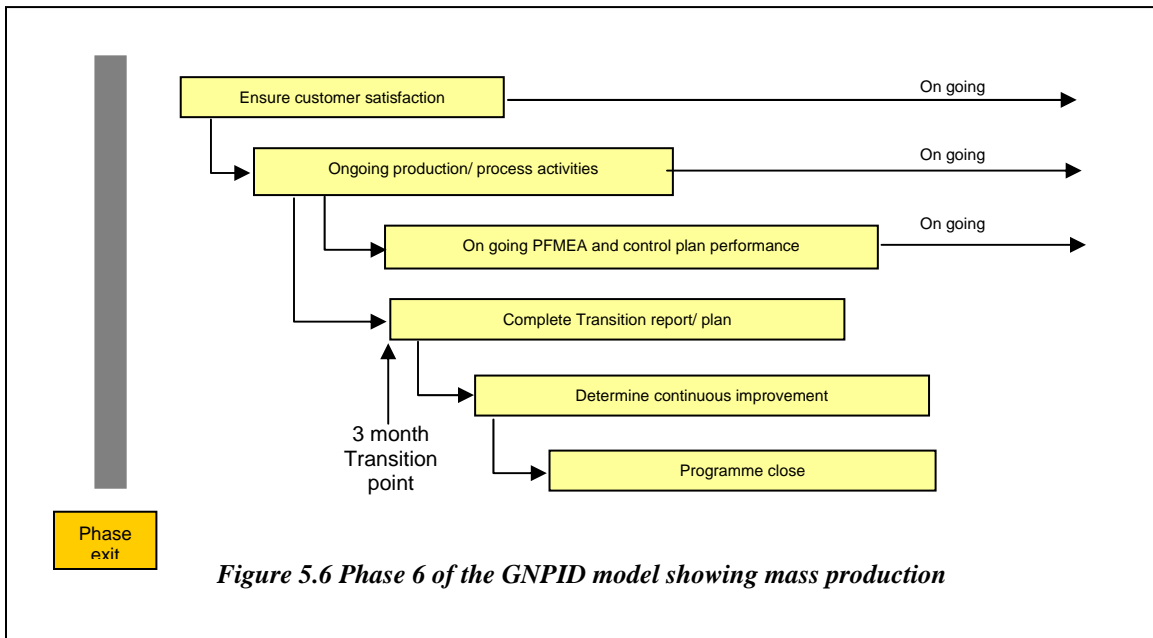 Ensure customer satisfaction
On going
Ongoing production/ process activities
On going
On going PFMEA and control plan performance
On going
Complete Transition report/ plan
Determine continuous improvement
3 month
Transition
point
Programme close
Phase
exit
Figure 5.6 Phase 6 of the GNPID model showing mass production